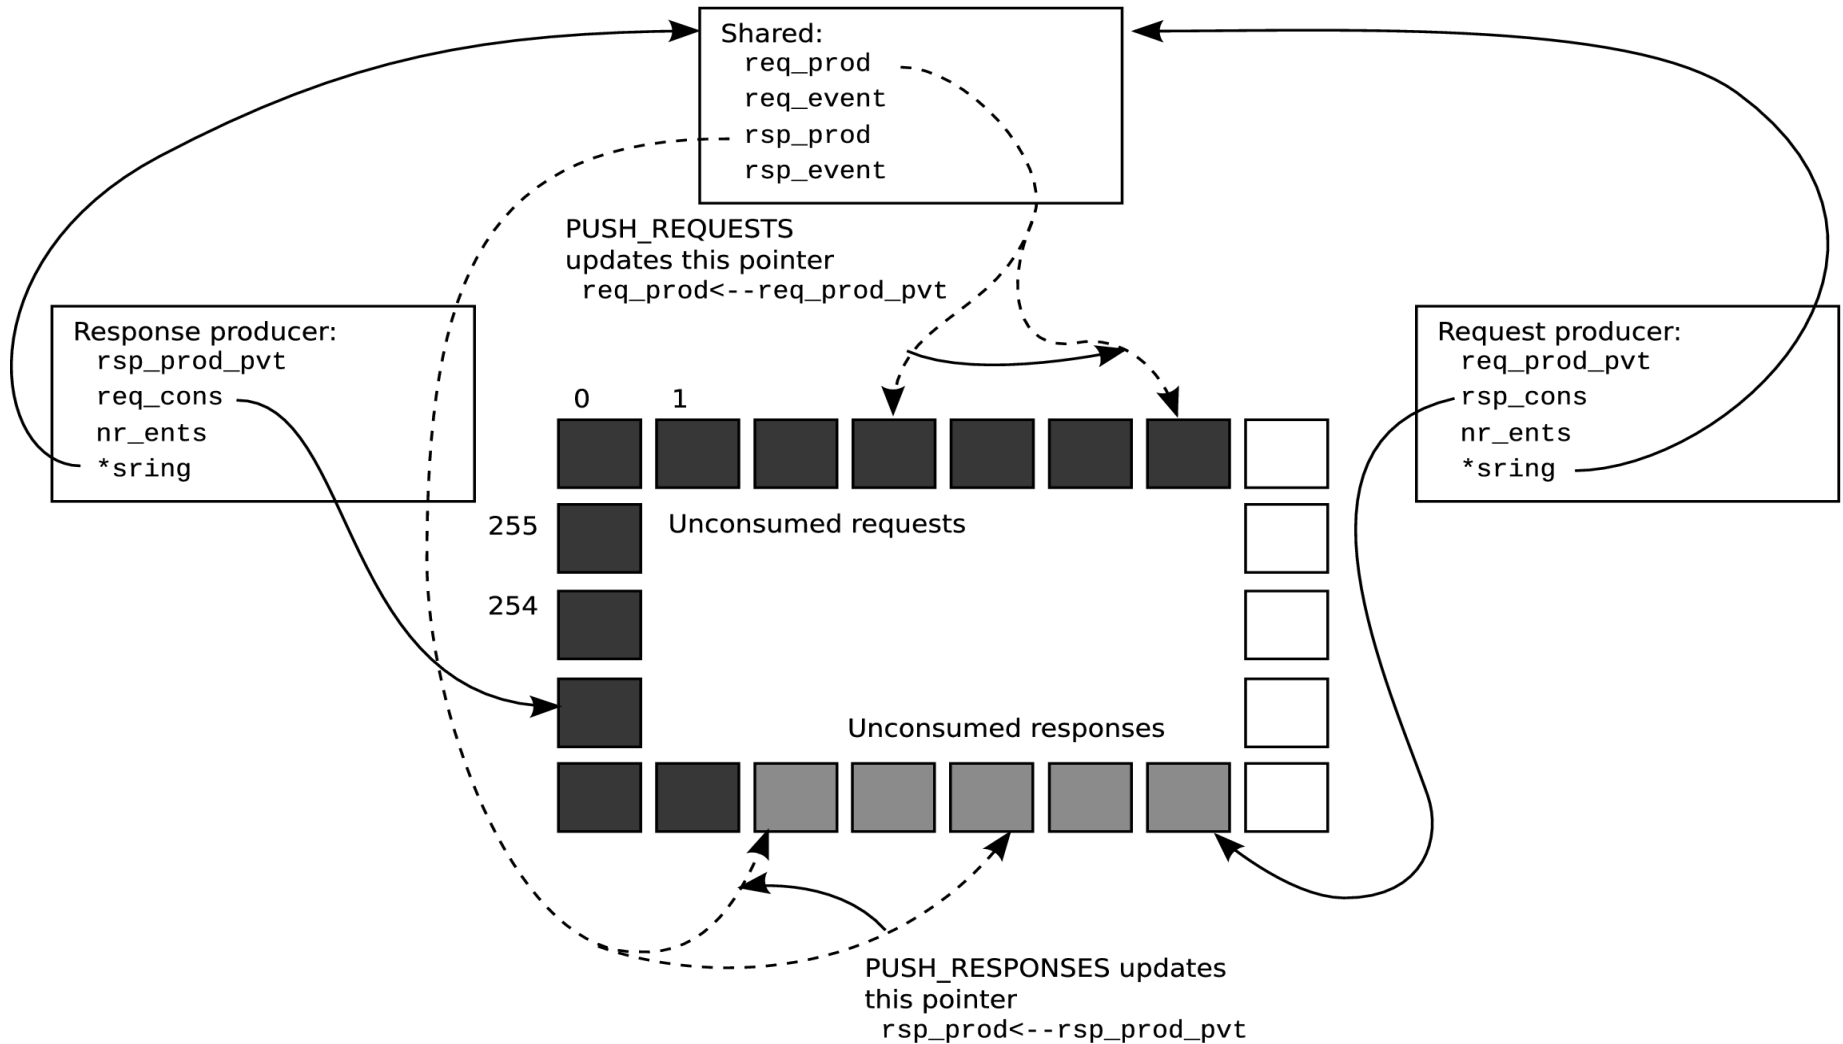 Shared:
req_prod
req_event
rsp_prod
rsp_event
PUSH_REQUESTS
updates this pointer
req_prod<--req_prod_pvt
Response producer:
rsp_prod_pvt
req_cons
nr_ents
*sring
Request producer:
req_prod_pvt
rsp_cons
nr_ents
*sring
0 1
255
Unconsumed requests
254
Unconsumed responses
PUSH_RESPONSES updates
this pointer
rsp_prod<--rsp_prod_pvt